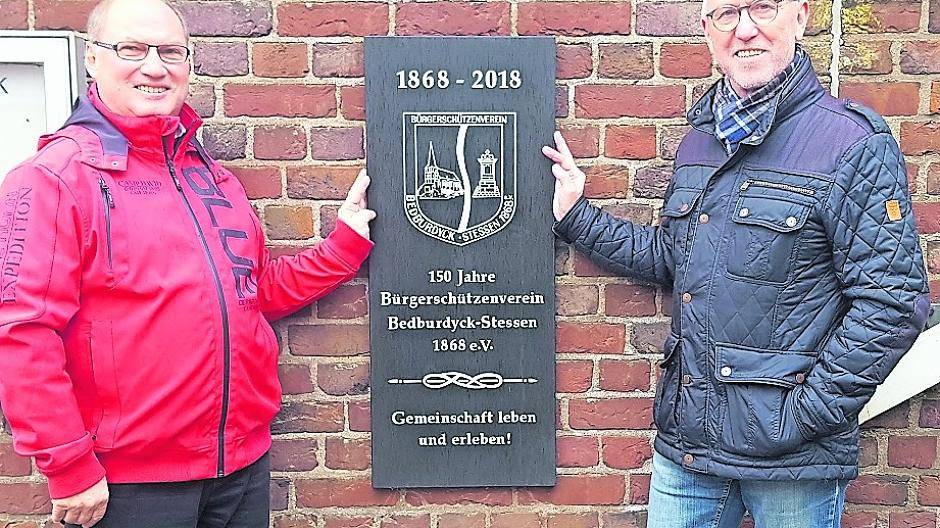 K
1868 - 2018
BÜRGERSCHÜTZENVEREIN
BEDBURDYCK - STESSEN 1868 e.V.
150 Jahre
Bürgerschützenverein
Bedburdyck-Stessen
1868 e.V.
Gemeinschaft leben
und erleben!
EXPEDITION
BLUE